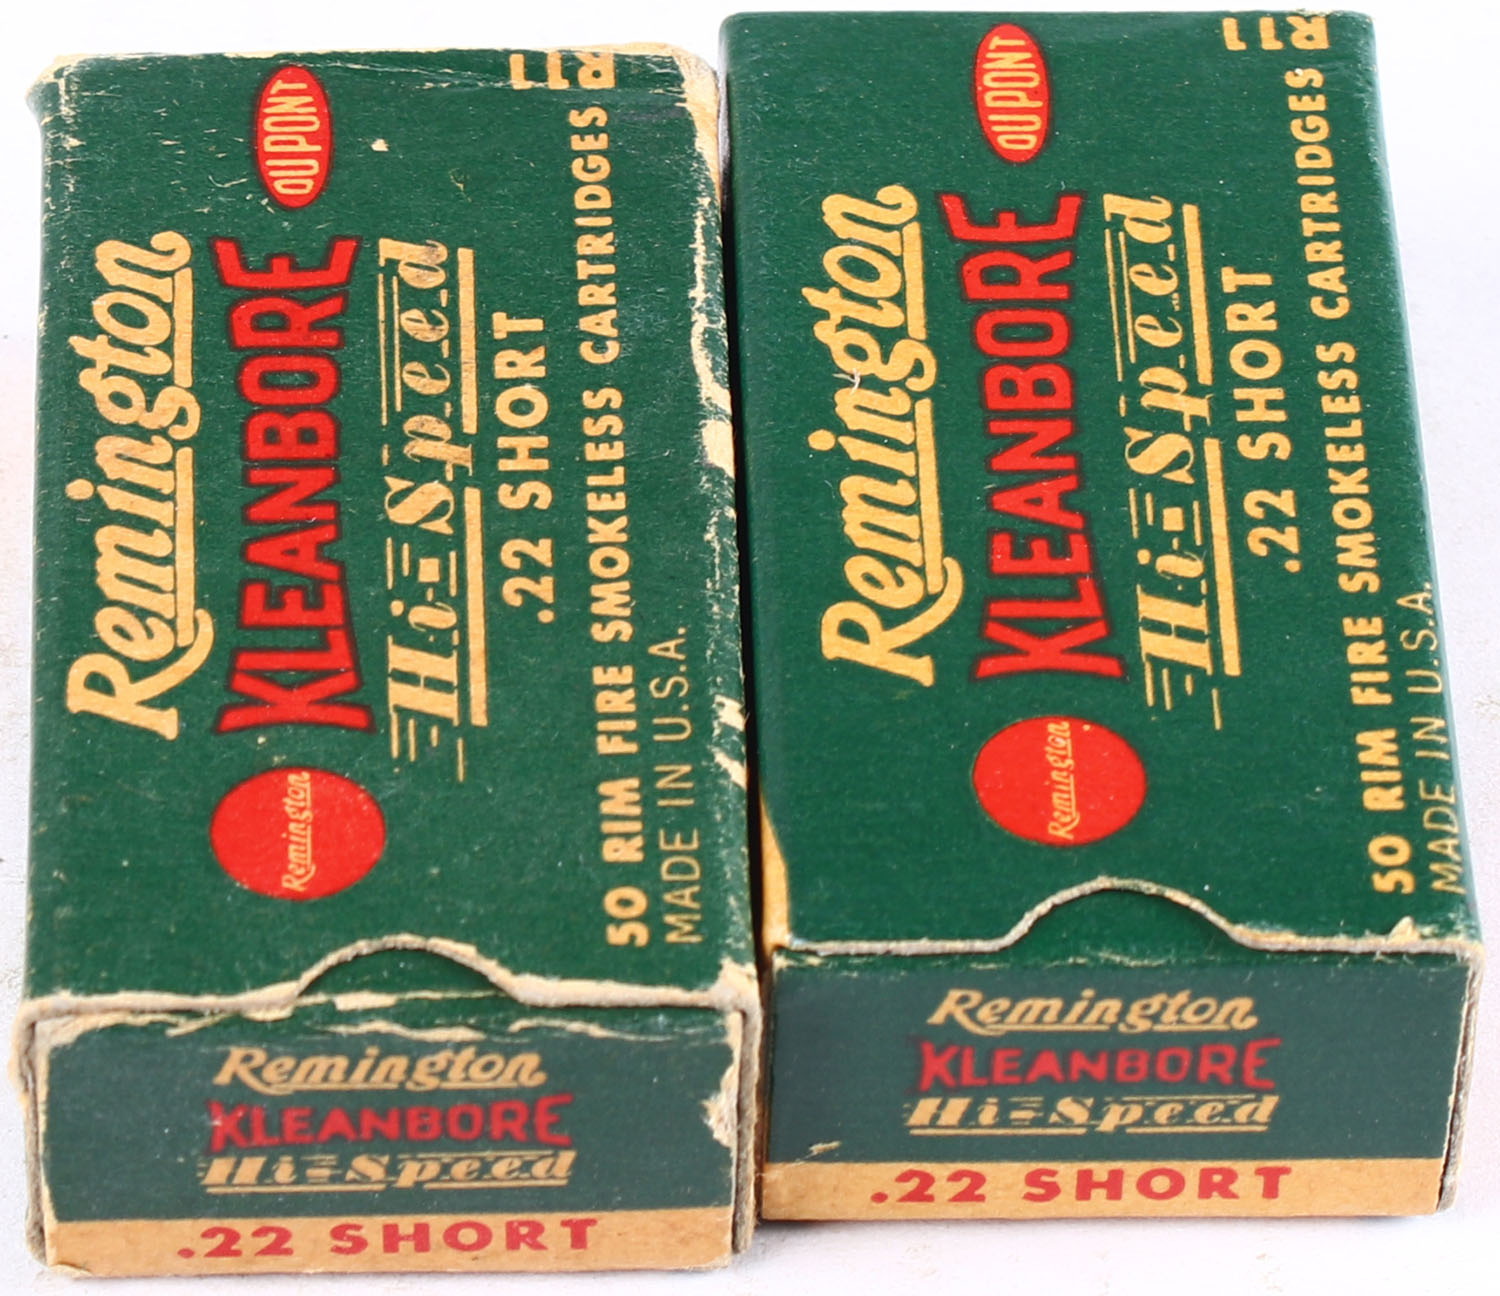 DUPONT
Remington
KLEANBORE
Hi-Speed
.22 SHORT
50 RIM FIRE SMOKELESS CARTRIDGES
MADE IN U.S.A.
Remington
Remington
KLEANBORE
Hi-Speed
.22 SHORT
DUPONT
Remington
KLEANBORE
Hi-Speed
.22 SHORT
50 RIM FIRE SMOKELESS CARTRIDGES
MADE IN U.S.A.
Remington
Remington
KLEANBORE
Hi-Speed
.22 SHORT